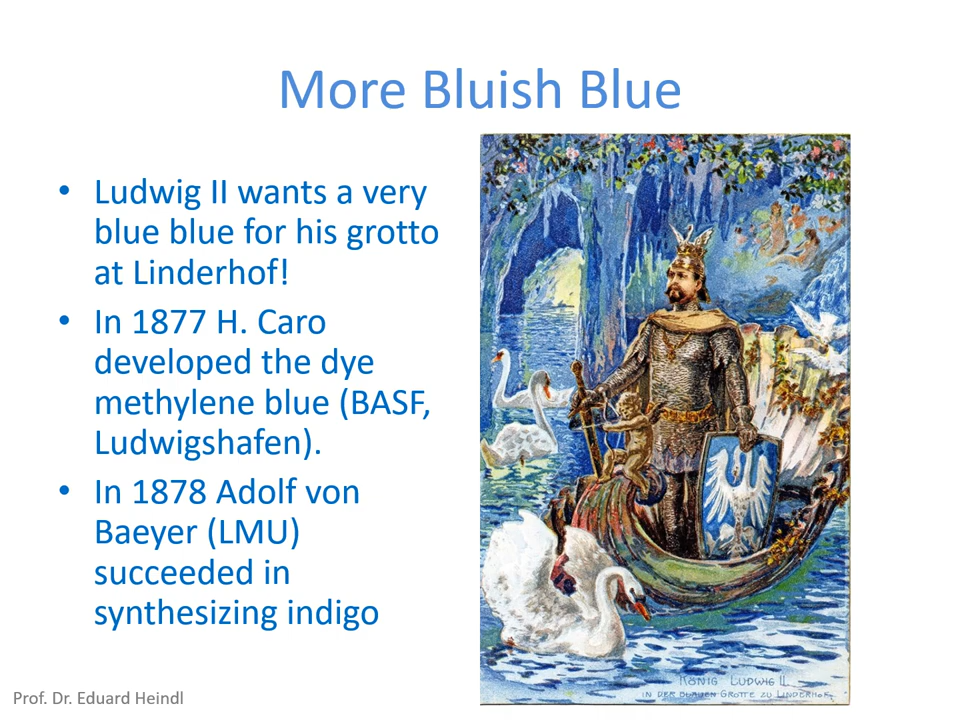 More Bluish Blue
• Ludwig II wants a very
blue blue for his grotto
at Linderhof!
• In 1877 H. Caro
developed the dye
methylene blue (BASF,
Ludwigshafen).
• In 1878 Adolf von
Baeyer (LMU)
succeeded in
synthesizing indigo
KÖNIG LUDWIG II.
IN DER BLAUEN GROTTE ZU LINDERHOF.
Prof. Dr. Eduard Heindl